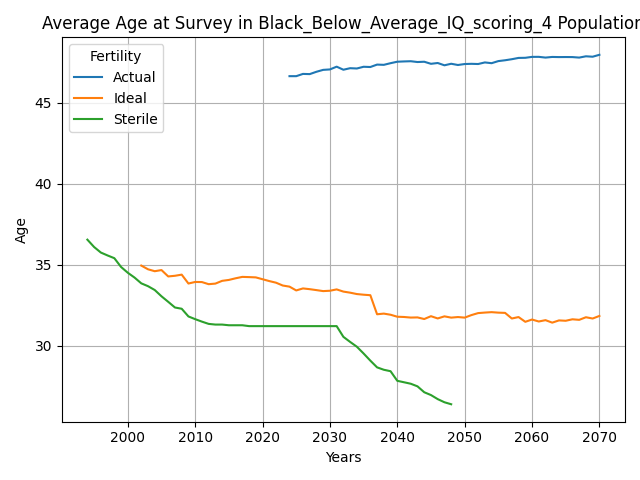 Average Age at Survey in Black_Below_Average_IQ_scoring_4 Population
Fertility
Actual
Ideal
Sterile
45
40
35
30
Age
2000 2010 2020 2030 2040 2050 2060 2070
Years